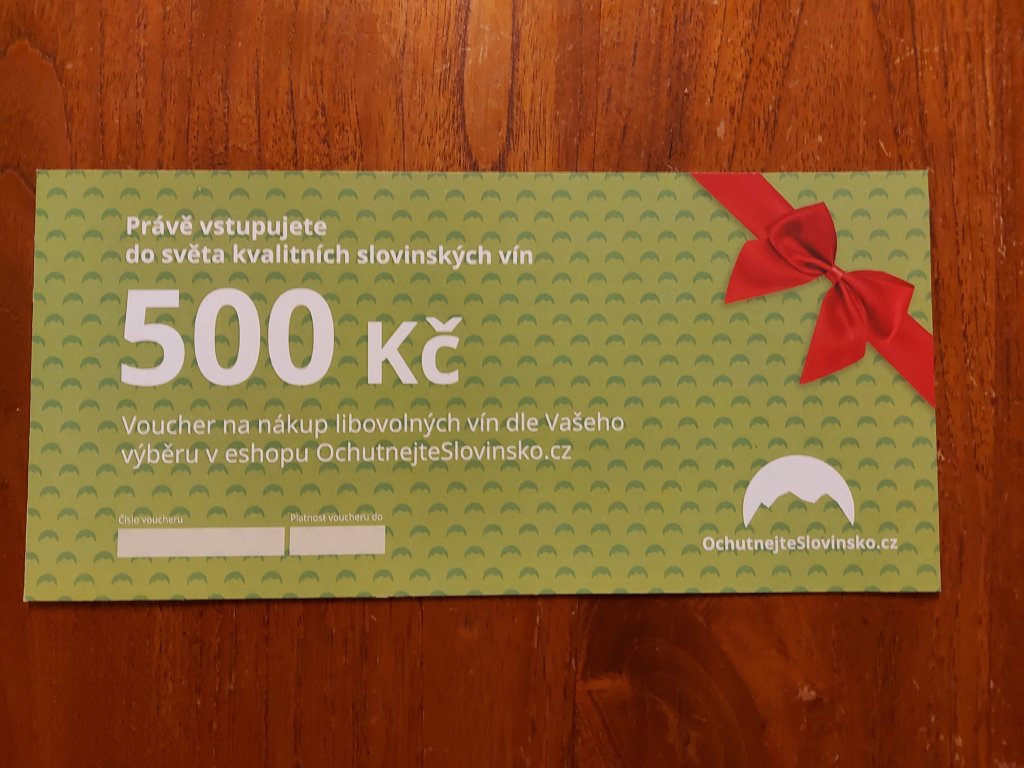 Právě vstupujete
do světa kvalitních slovinských vín
500 Kč
Voucher na nákup libovolných vín dle Vašeho
výběru v eshopu OchutnejteSlovinsko.cz
Číslo voucheru
Platnost voucheru do
OchutnejteSlovinsko.cz